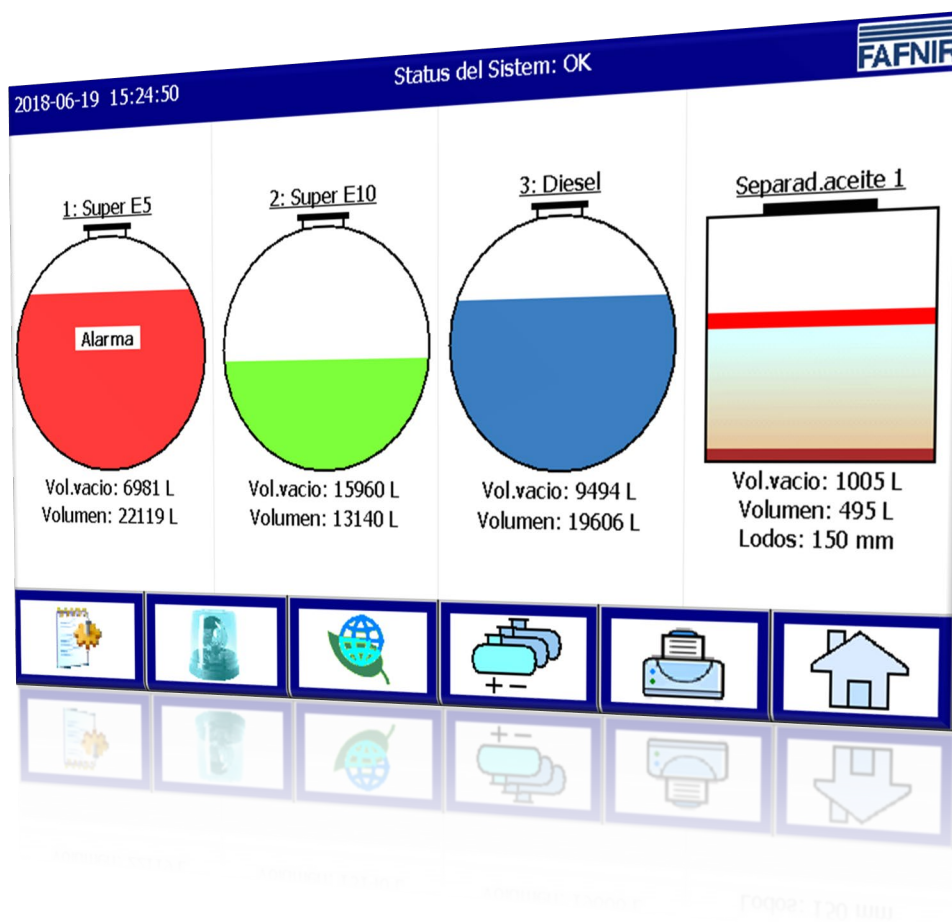 2018-06-19 15:24:50
Status del Sistem: OK
FAFNIR
1: Super E5
Alarma
Vol.vacio: 6981 L
Volumen: 22119 L
2: Super E10
Vol.vacio: 15960 L
Volumen: 13140 L
3: Diesel
Vol.vacio: 9494 L
Volumen: 19606 L
Separad.aceite 1
Vol.vacio: 1005 L
Volumen: 495 L
Lodos: 150 mm